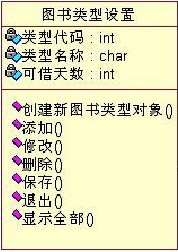 图书类型设置
类型代码 : int
类型名称 : char
可借天数 : int
创建新图书类型对象()
添加()
修改()
删除()
保存()
退出()
显示全部()